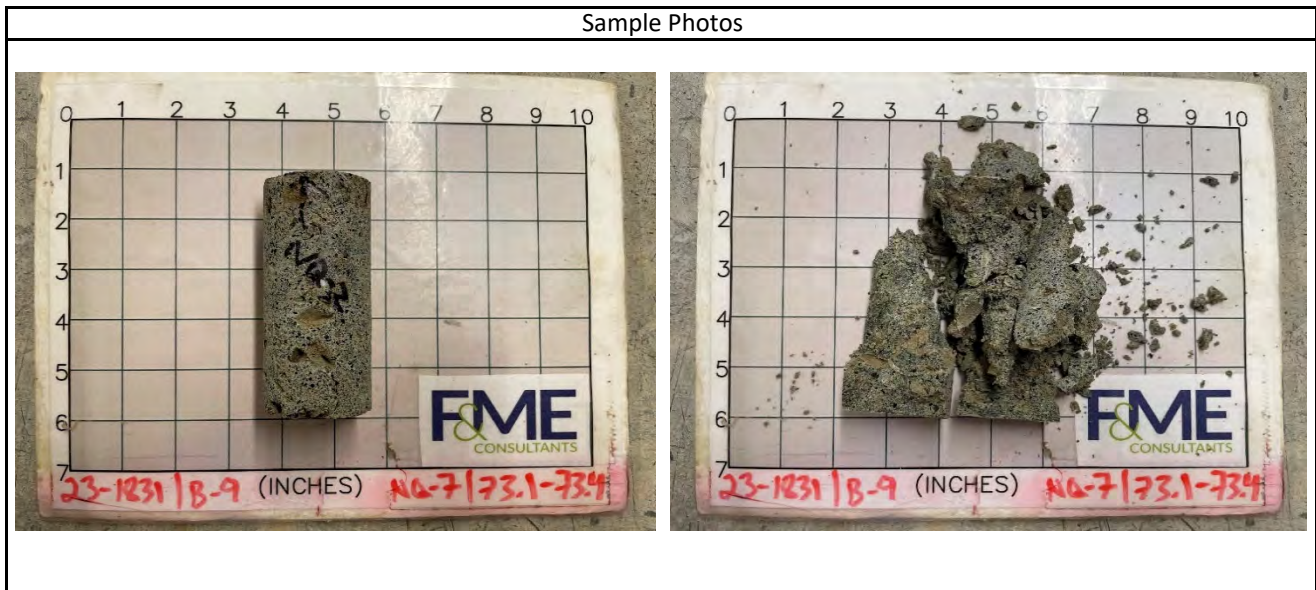 Sample Photos
0 1 2 3 4 5 6 7 8 9 10
1
2
3
4
5
6
7
F&ME
CONSULTANTS
23-1831 | B-9 (INCHES) NQ-7 | 73.1-73.4
0 1 2 3 4 5 6 7 8 9 10
1
2
3
4
5
6
7
F&ME
CONSULTANTS
23-1831 | B-9 (INCHES) NQ-7 | 73.1-73.4